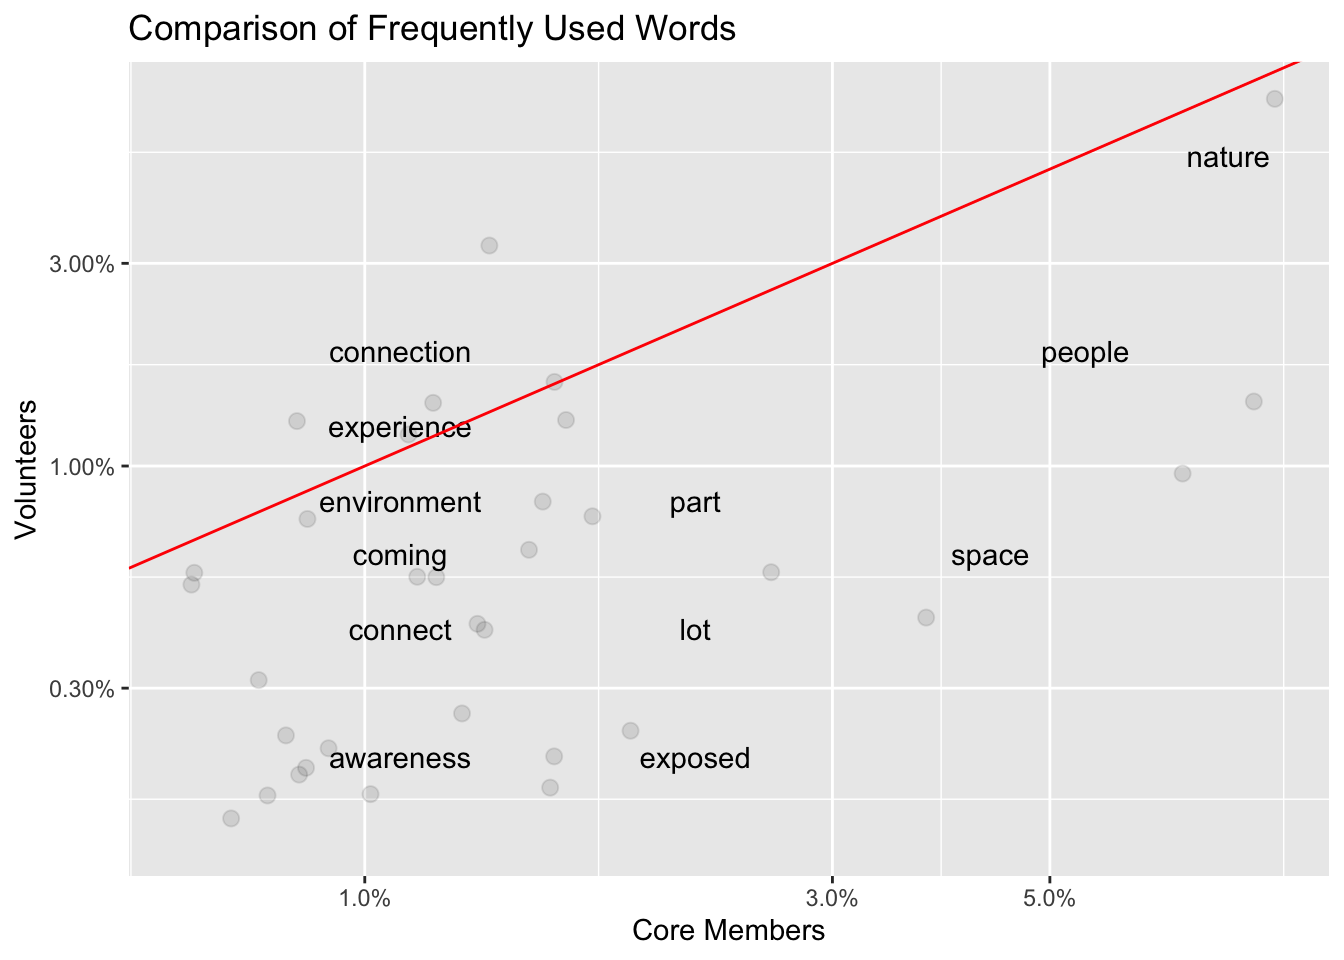 Comparison of Frequently Used Words
nature
3.00%
connection people
experience
1.00%
environment part
coming space
connect lot
0.30%
awareness exposed
Volunteers
1.0% 3.0% 5.0%
Core Members